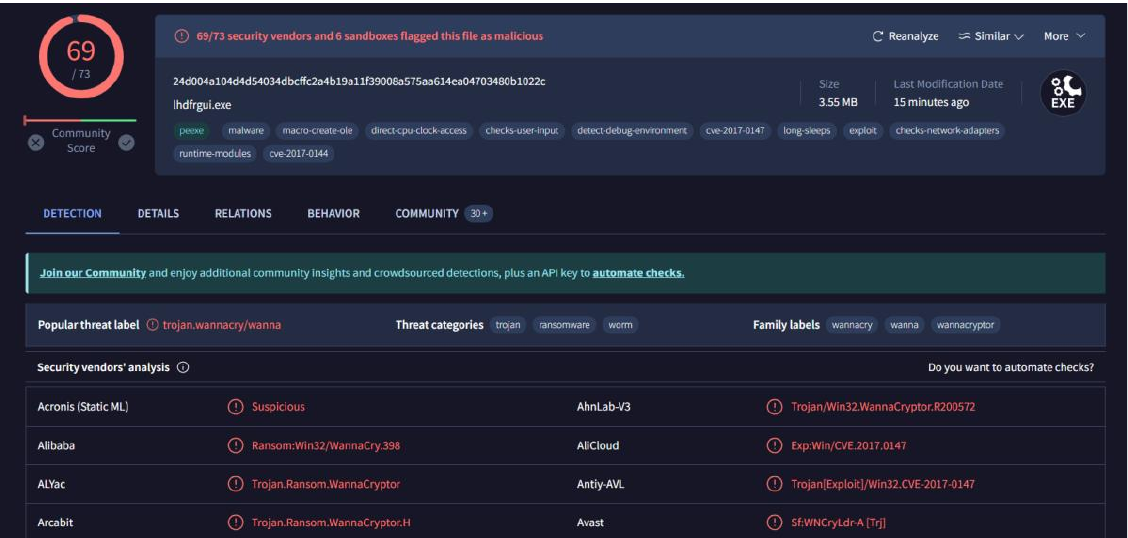 69
/ 73
Community
Score
69/73 security vendors and 6 sandboxes flagged this file as malicious
Reanalyze Similar More
24d004a104d4d54034dbcffc2a4b19a11f39008a575aa614ea04703480b1022c
lhdfrgui.exe
Size
3.55 MB
Last Modification Date
15 minutes ago
EXE
peexe malware macro-create-ole direct-cpu-clock-access checks-user-input detect-debug-environment cve-2017-0147 long-sleeps exploit checks-network-adapters
runtime-modules cve-2017-0144
DETECTION DETAILS RELATIONS BEHAVIOR COMMUNITY 30+
Join our Community and enjoy additional community insights and crowdsourced detections, plus an API key to automate checks.
Popular threat label trojan.wannacry/wanna Threat categories trojan ransomware worm Family labels wannacry wanna wannacryptor
Security vendors' analysis Do you want to automate checks?
Acronis (Static ML) Suspicious AhnLab-V3 Trojan/Win32.WannaCryptor.R200572
Alibaba Ransom:Win32/WannaCry.398 AliCloud Exp:Win/CVE.2017.0147
ALYac Trojan.Ransom.WannaCryptor Antiy-AVL Trojan[Exploit]/Win32.CVE-2017-0147
Arcabit Trojan.Ransom.WannaCryptor.H Avast Sf:WNCryLdr-A [Trj]